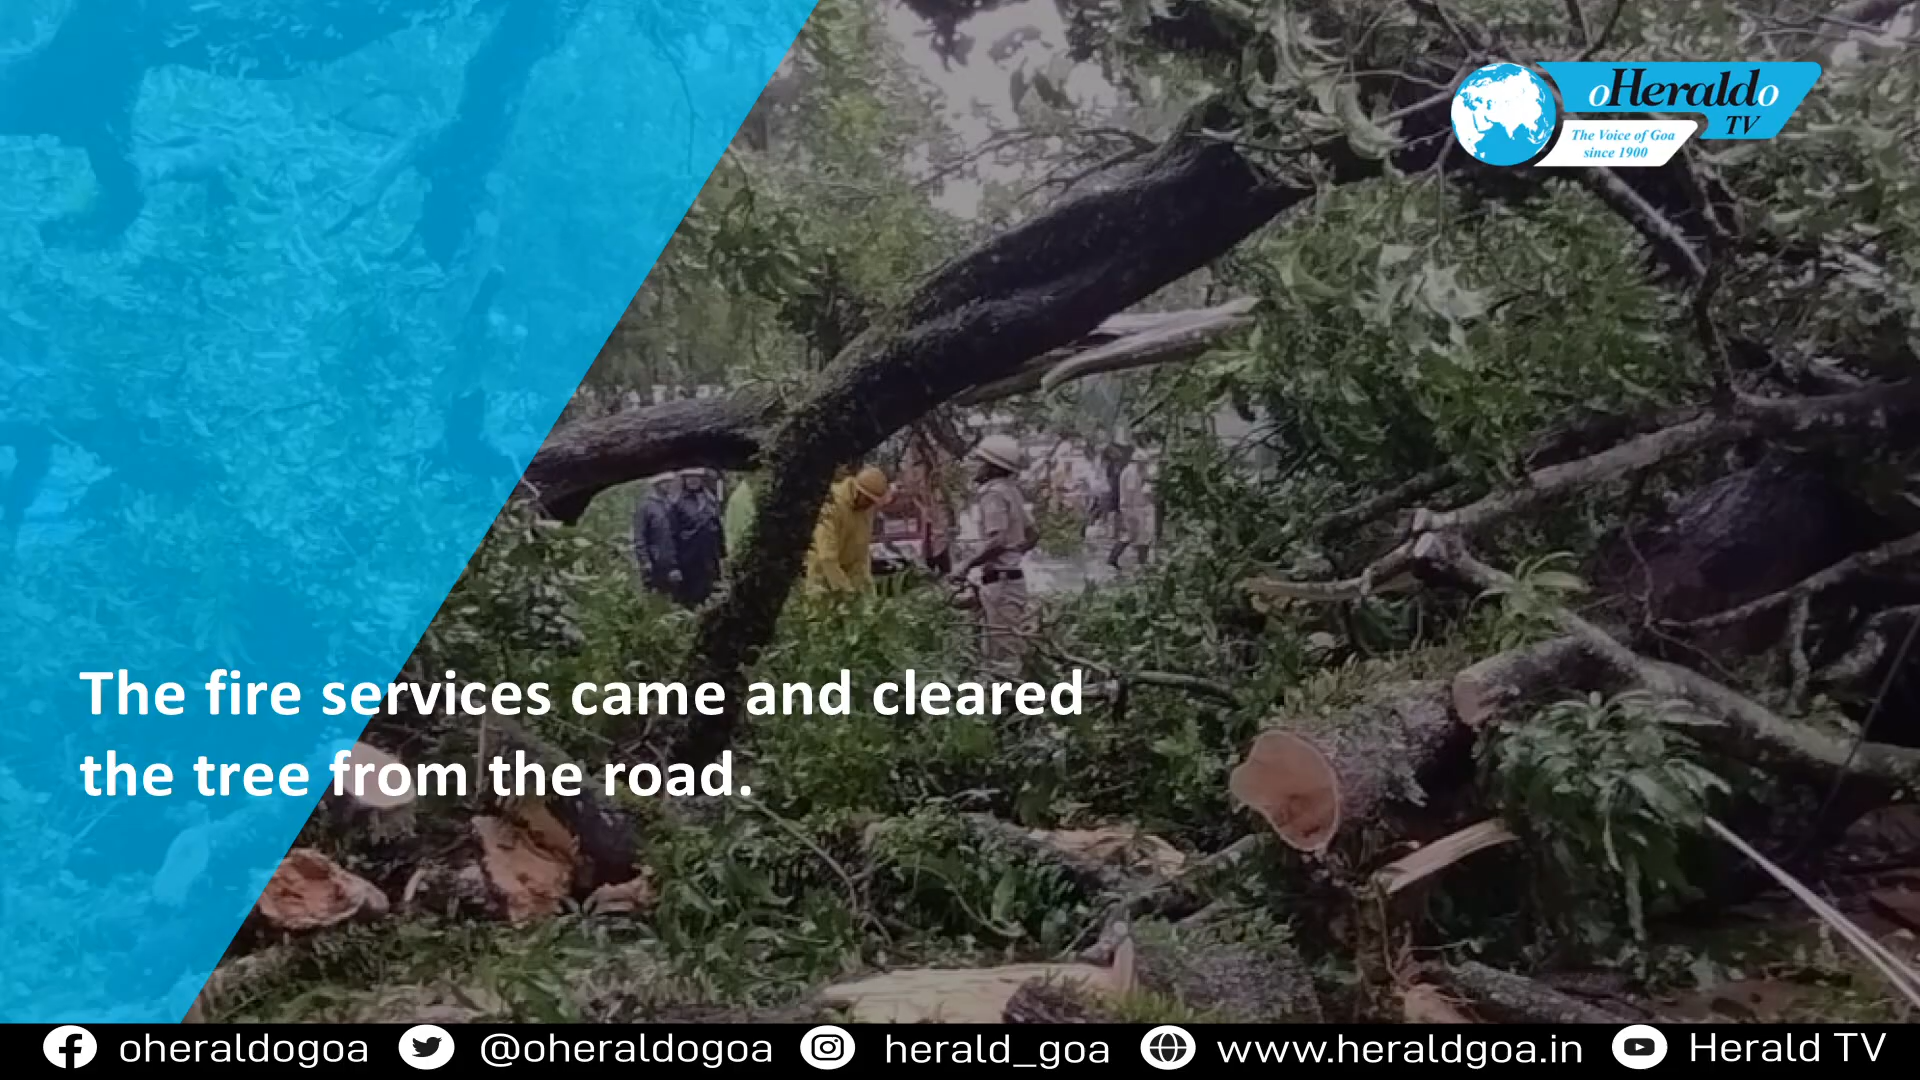 oHeraldo
TV
The Voice of Goa
since 1900
The fire services came and cleared
the tree from the road.
oheraldogoa @oheraldogoa herald_goa www.heraldgoa.in Herald TV